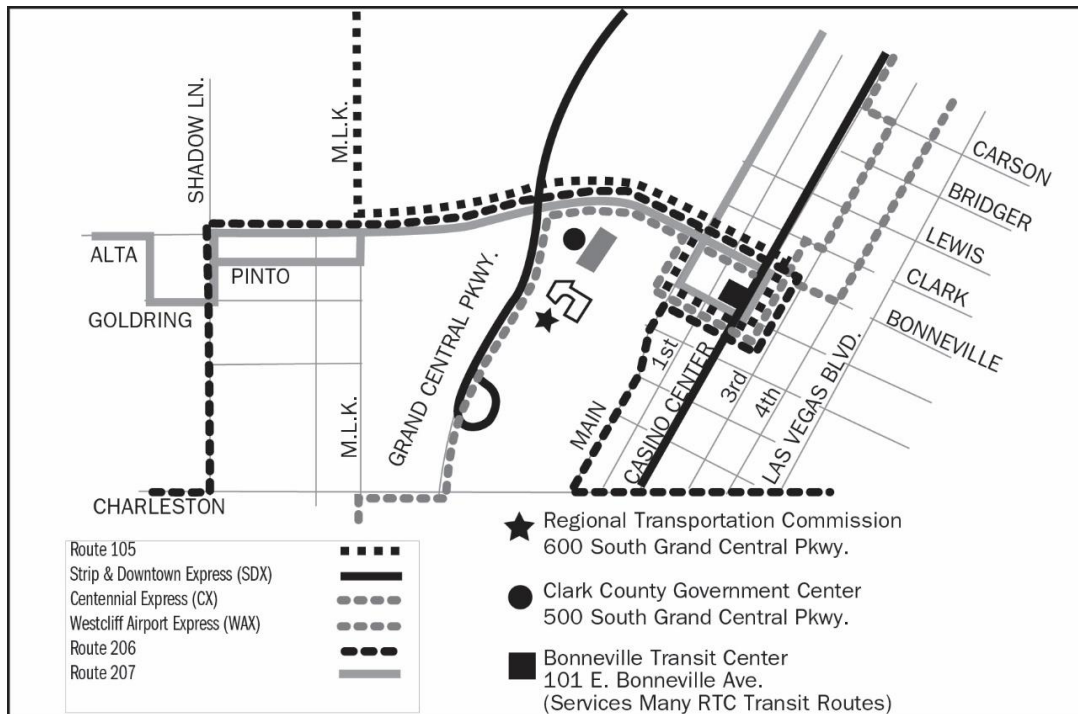 SHADOW LN.
M.L.K.
ALTA
PINTO
GOLDRING
GRAND CENTRAL PKWY.
M.L.K.
CHARLESTON
CARSON
BRIDGER
LEWIS
CLARK
BONNEVILLE
MAIN
1st
CASINO CENTER
3rd
4th
LAS VEGAS BLVD.
Route 105
Strip & Downtown Express (SDX)
Centennial Express (CX)
Westcliff Airport Express (WAX)
Route 206
Route 207
Regional Transportation Commission
600 South Grand Central Pkwy.
Clark County Government Center
500 South Grand Central Pkwy.
Bonneville Transit Center
101 E. Bonneville Ave.
(Services Many RTC Transit Routes)